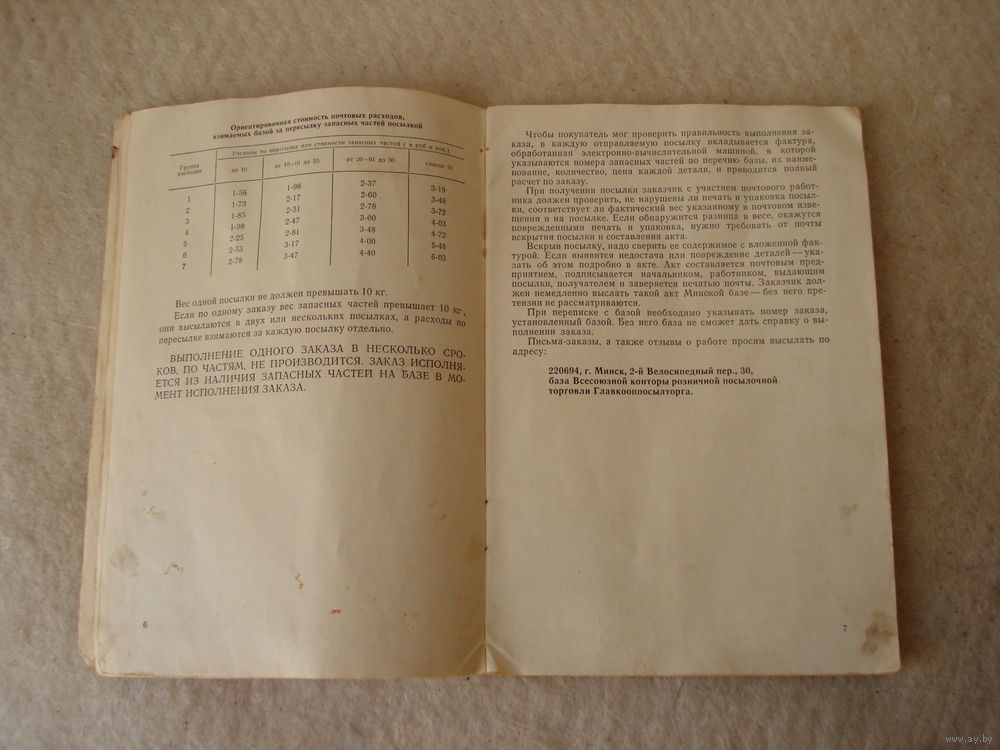 Ориентировочная стоимость почтовых расходов,
взимаемых базой за пересылку запасных частей посылкой
Группа расходов
Расходы по пересылке при стоимости запасных частей ( в руб и коп.)
до 10 от 10—01 до 20 от 20—01 до 30 свыше 30
1 1-56 1-98 2-37 3-19
2 1-73 2-17 2-60 3-48
3 1-85 2-31 2-78 3-72
4 1-98 2-47 3-00 4-03
5 2-25 2-81 3-48 4-72
6 2-53 3-17 4-00 5-48
7 2-78 3-47 4-40 6-03
Вес одной посылки не должен превышать 10 кг.
Если по одному заказу вес запасных частей превышает 10 кг,
они высылаются в двух или нескольких посылках, а расходы по
пересылке взимаются за каждую посылку отдельно.
ВЫПОЛНЕНИЕ ОДНОГО ЗАКАЗА В НЕСКОЛЬКО СРО-
КОВ, ПО ЧАСТЯМ, НЕ ПРОИЗВОДИТСЯ. ЗАКАЗ ИСПОЛНЯ-
ЕТСЯ ИЗ НАЛИЧИЯ ЗАПАСНЫХ ЧАСТЕЙ НА БАЗЕ В МО-
МЕНТ ИСПОЛНЕНИЯ ЗАКАЗА.
6
Чтобы покупатель мог проверить правильность выполнения за-
каза, в каждую отправляемую посылку вкладывается фактура,
обработанная электронно-вычислительной машиной, в которой
указываются номера запасных частей по перечню базы, их наиме-
нование, количество, цена каждой детали, и приводится полный
расчет по заказу.
При получении посылки заказчик с участием почтового работ-
ника должен проверить, не нарушены ли печать и упаковка посыл-
ки, соответствует ли фактический вес указанному в почтовом изве-
щении и на посылке. Если обнаружится разница в весе, окажутся
поврежденными печать и упаковка, нужно требовать от почты
вскрытия посылки и составления акта.
Вскрыв посылку, надо сверить ее содержимое с вложенной фак-
турой. Если выявится недостача или повреждение деталей — ука-
зать об этом подробно в акте. Акт составляется почтовым пред-
приятием, подписывается начальником, работником, выдающим
посылки, получателем и заверяется печатью почты. Заказчик дол-
жен немедленно выслать такой акт Минской базе — без него пре-
тензии не рассматриваются.
При переписке с базой необходимо указывать номер заказа,
установленный базой. Без него база не сможет дать справку о вы-
полнении заказа.
Письма-заказы, а также отзывы о работе просим высылать по
адресу:
220694, г. Минск, 2-й Велосипедный пер., 30,
база Всесоюзной конторы розничной посылочной
торговли Главкооппосылторга.
7
www.ay.by